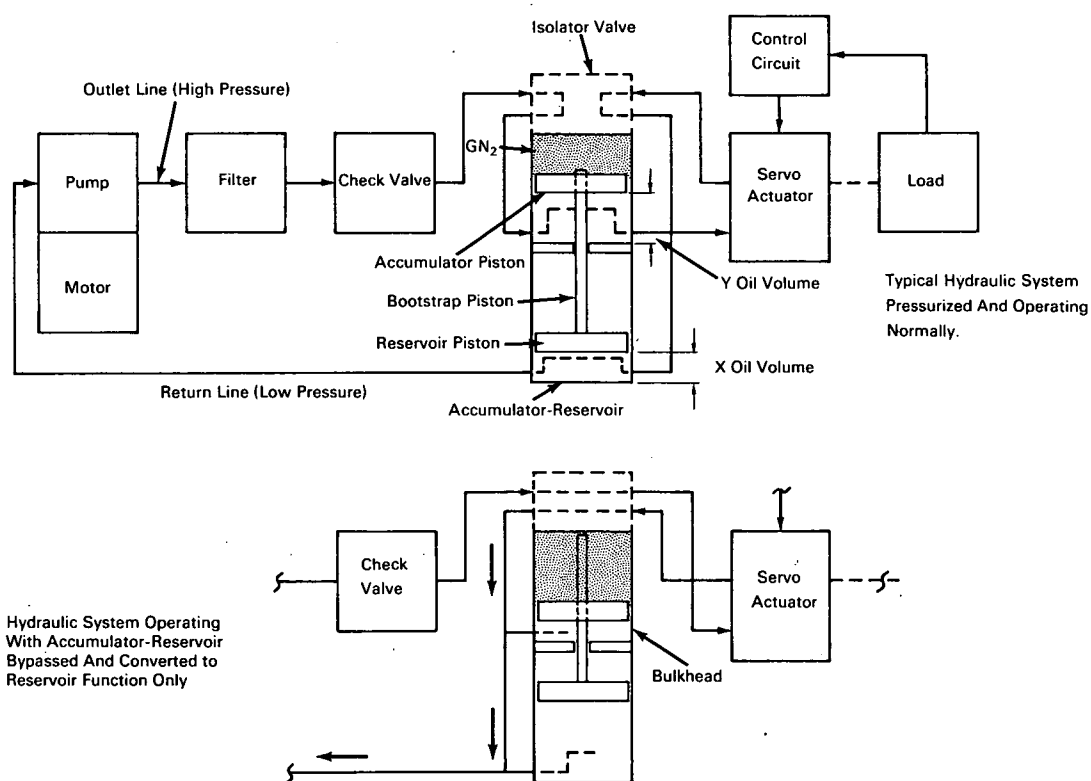 Isolator Valve
Control
Circuit
Outlet Line (High Pressure)
GN2
Pump
Filter
Check Valve
Servo
Actuator
Load
Motor
Accumulator Piston
Bootstrap Piston
Reservoir Piston
Y Oil Volume
Typical Hydraulic System
Pressurized And Operating
Normally.
X Oil Volume
Return Line (Low Pressure)
Accumulator-Reservoir
Check
Valve
Servo
Actuator
Hydraulic System Operating
With Accumulator-Reservoir
Bypassed And Converted to
Reservoir Function Only
Bulkhead